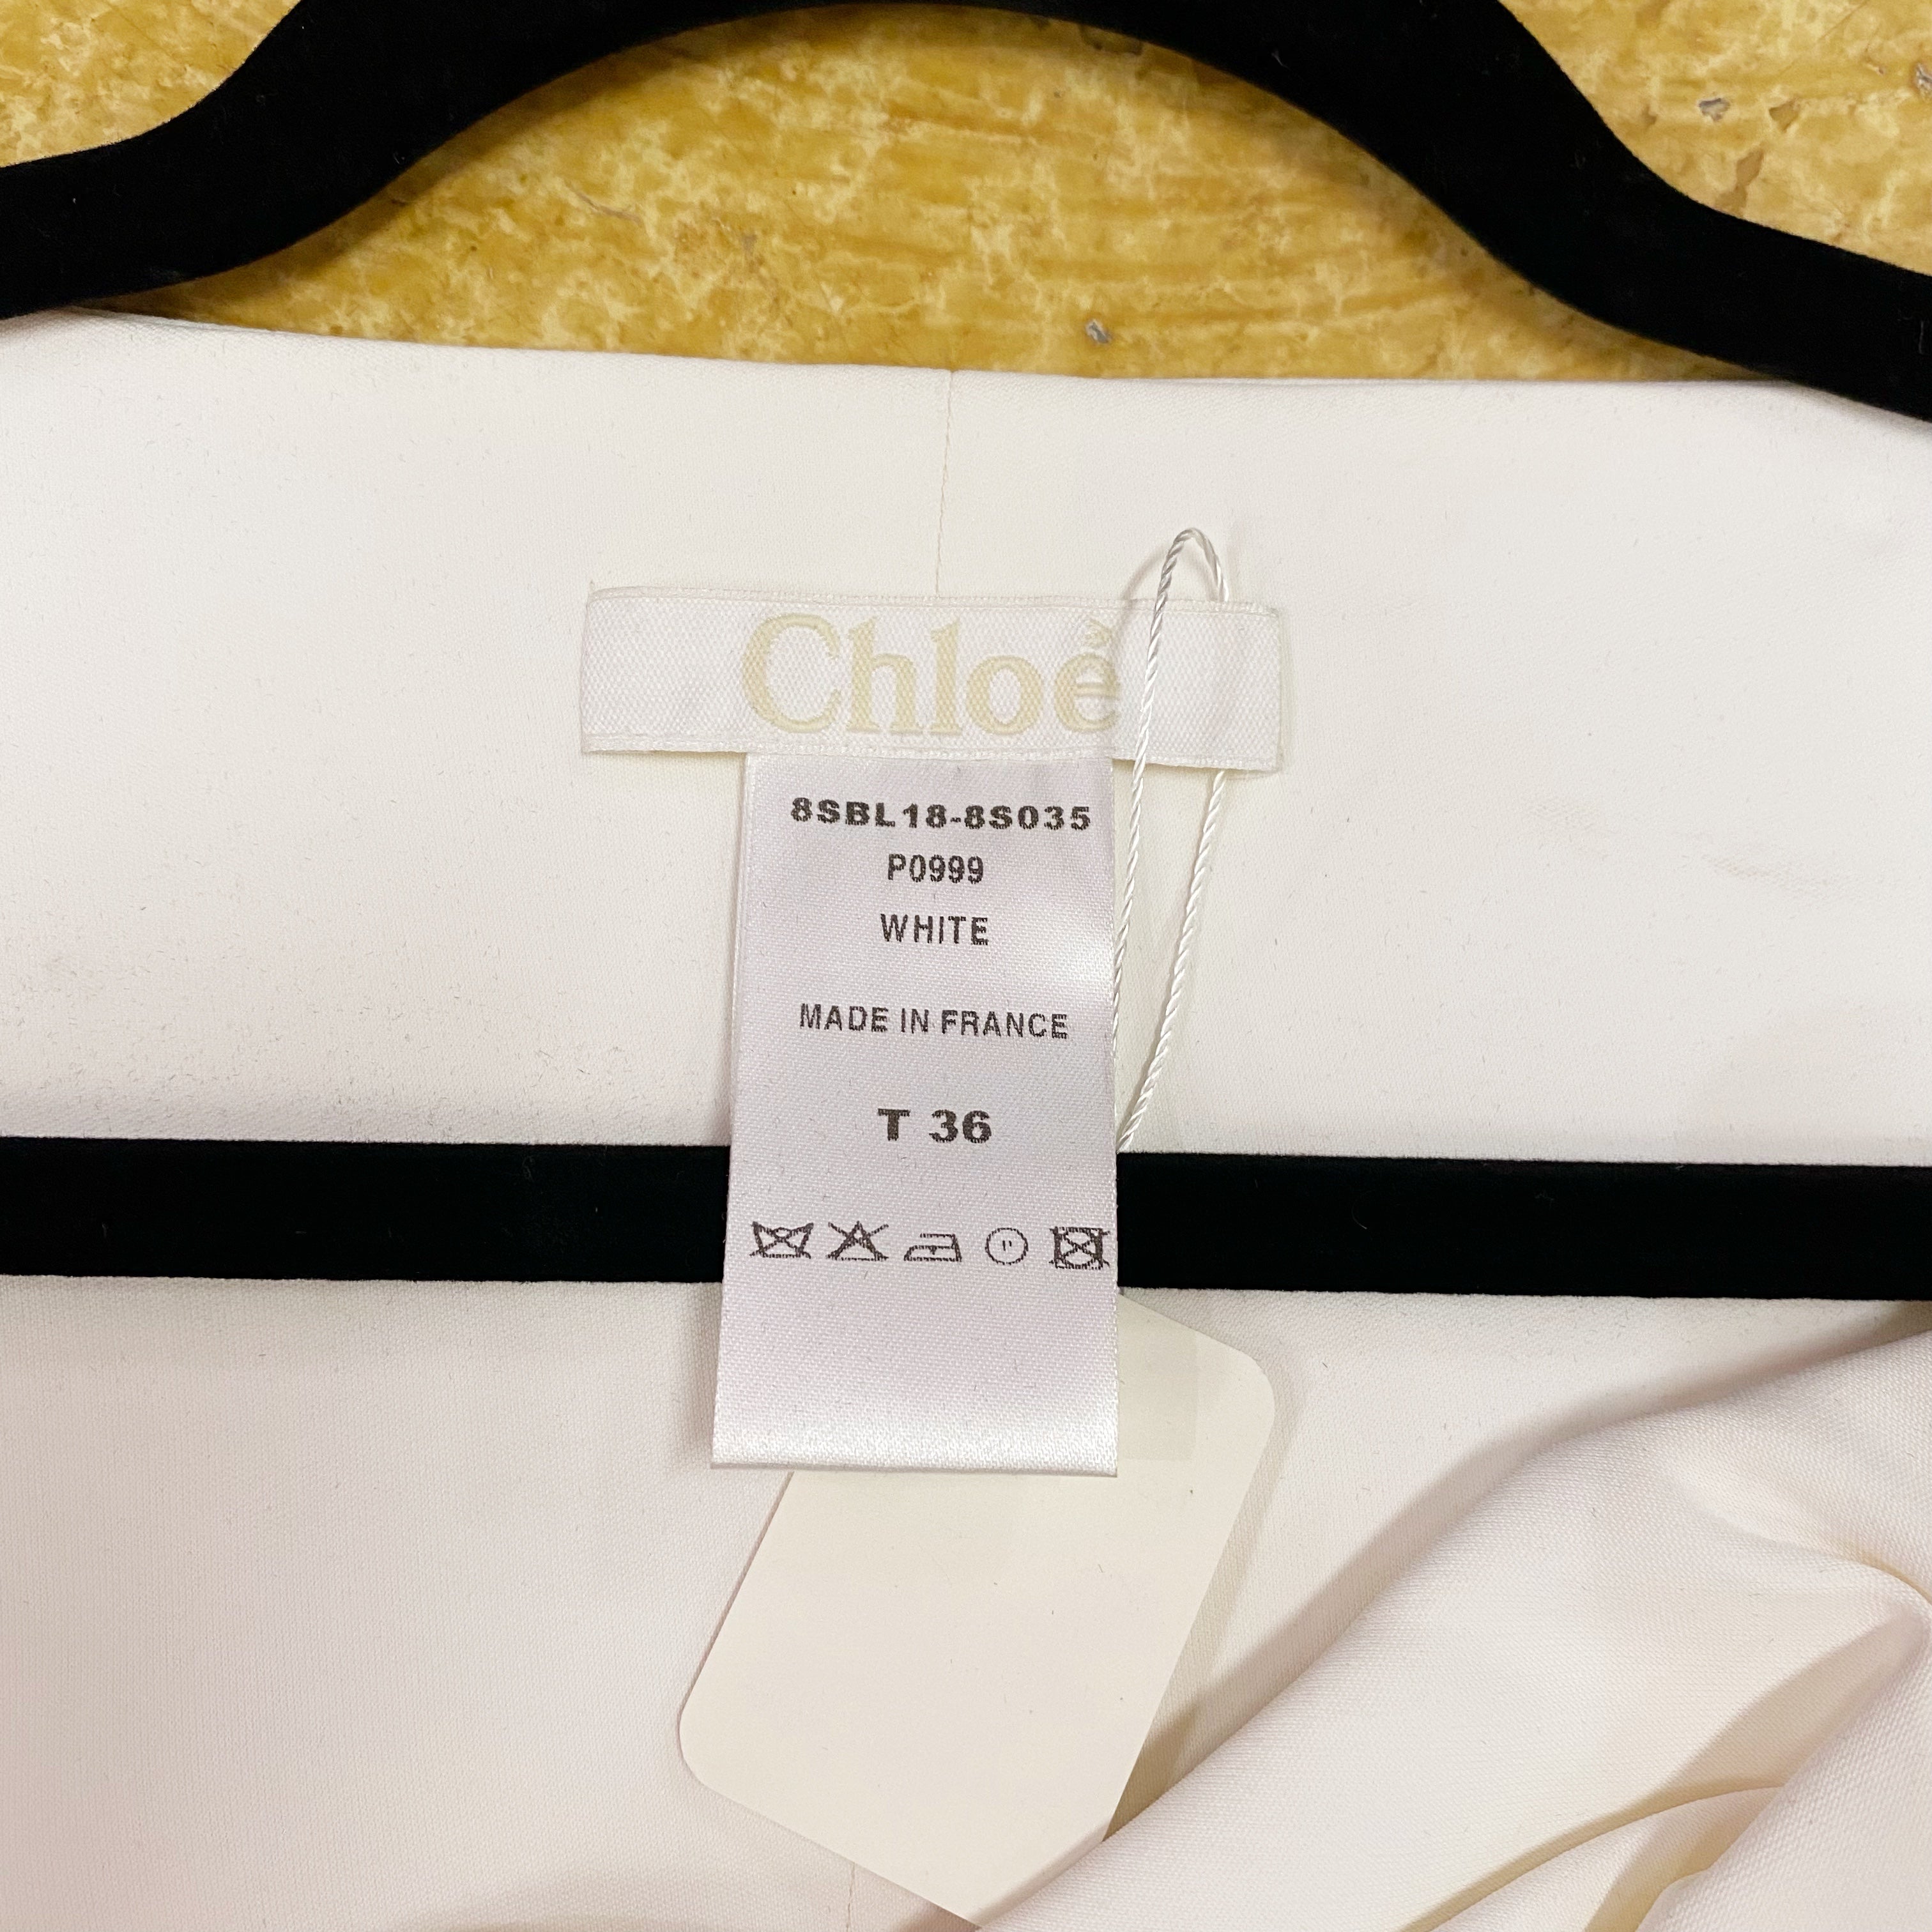 Chloé
8SBL18-8S035
P0999
WHITE
MADE IN FRANCE
T 36